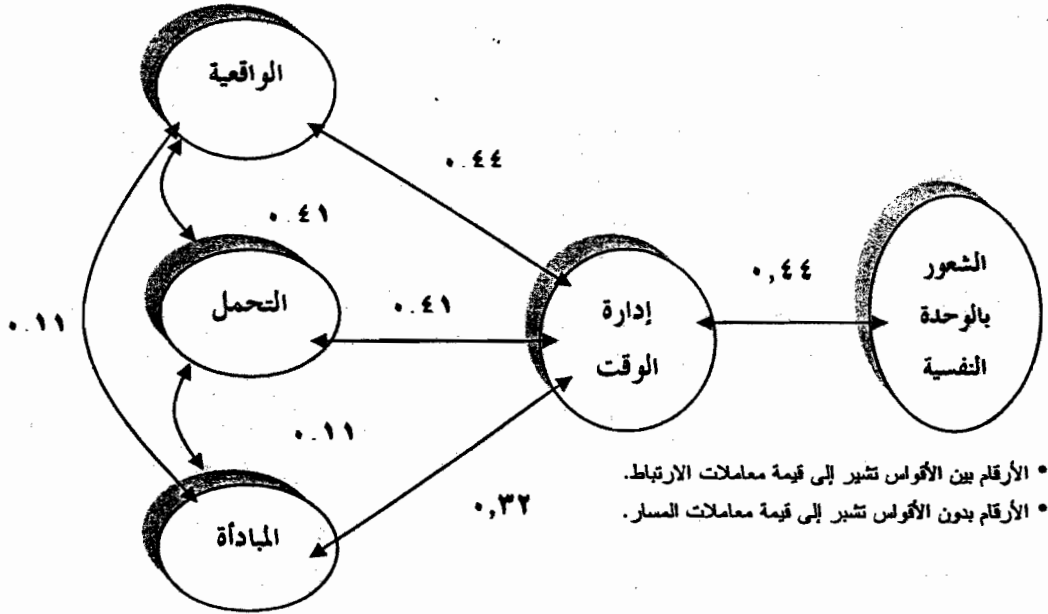 الواقعية
٠.٤٤
٠.٤١
الشعور
بالوحدة
النفسية
٠,٤٤
إدارة
الوقت
٠.٤١
التحمل
٠.١١
٠.١١
٠,٣٢
المبادأة
• الأرقام بين الأقواس تشير إلى قيمة معاملات الارتباط.
• الأرقام بدون الأقواس تشير إلى قيمة معاملات المسار.